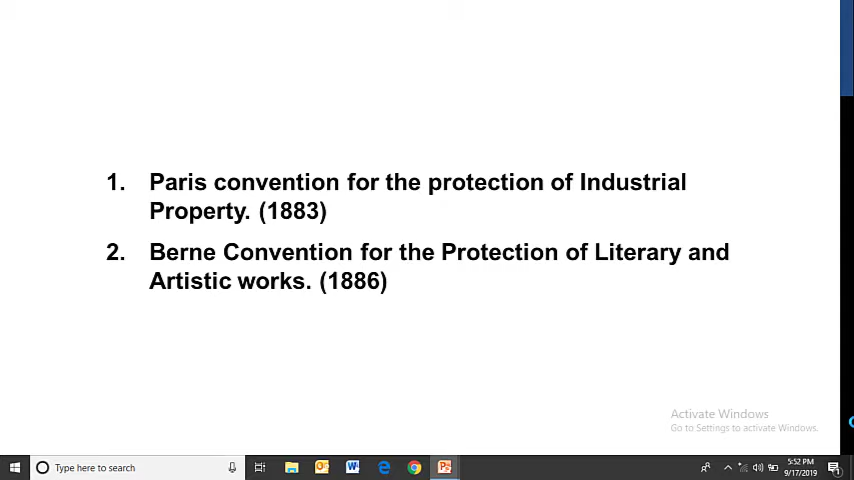 1. Paris convention for the protection of Industrial
Property. (1883)
2. Berne Convention for the Protection of Literary and
Artistic works. (1886)
Activate Windows
Go to Settings to activate Windows.
Type here to search
5:52 PM
9/17/2019